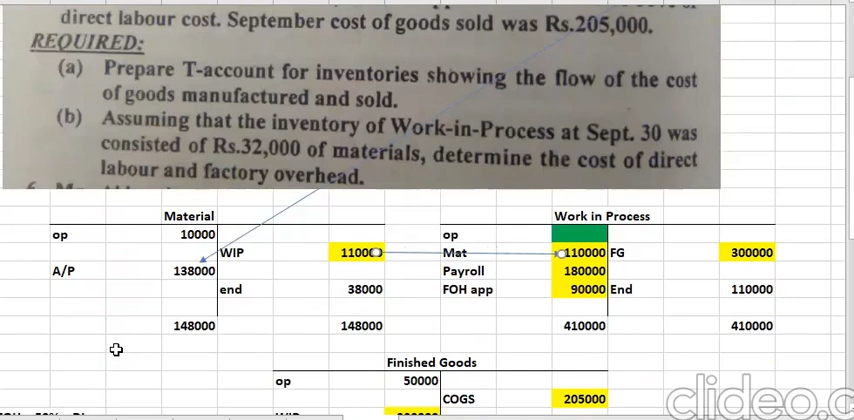 direct labour cost. September cost of goods sold was Rs.205,000.
REQUIRED:
(a) Prepare T-account for inventories showing the flow of the cost
of goods manufactured and sold.
(b) Assuming that the inventory of Work-in-Process at Sept. 30 was
consisted of Rs.32,000 of materials, determine the cost of direct
labour and factory overhead.
Material Work in Process
op 10000 op
WIP 110000 Mat 110000 FG 300000
A/P 138000 Payroll 180000
end 38000 FOH app 90000 End 110000
148000 148000 410000 410000
Finished Goods
op 50000
COGS 205000
clideo.c